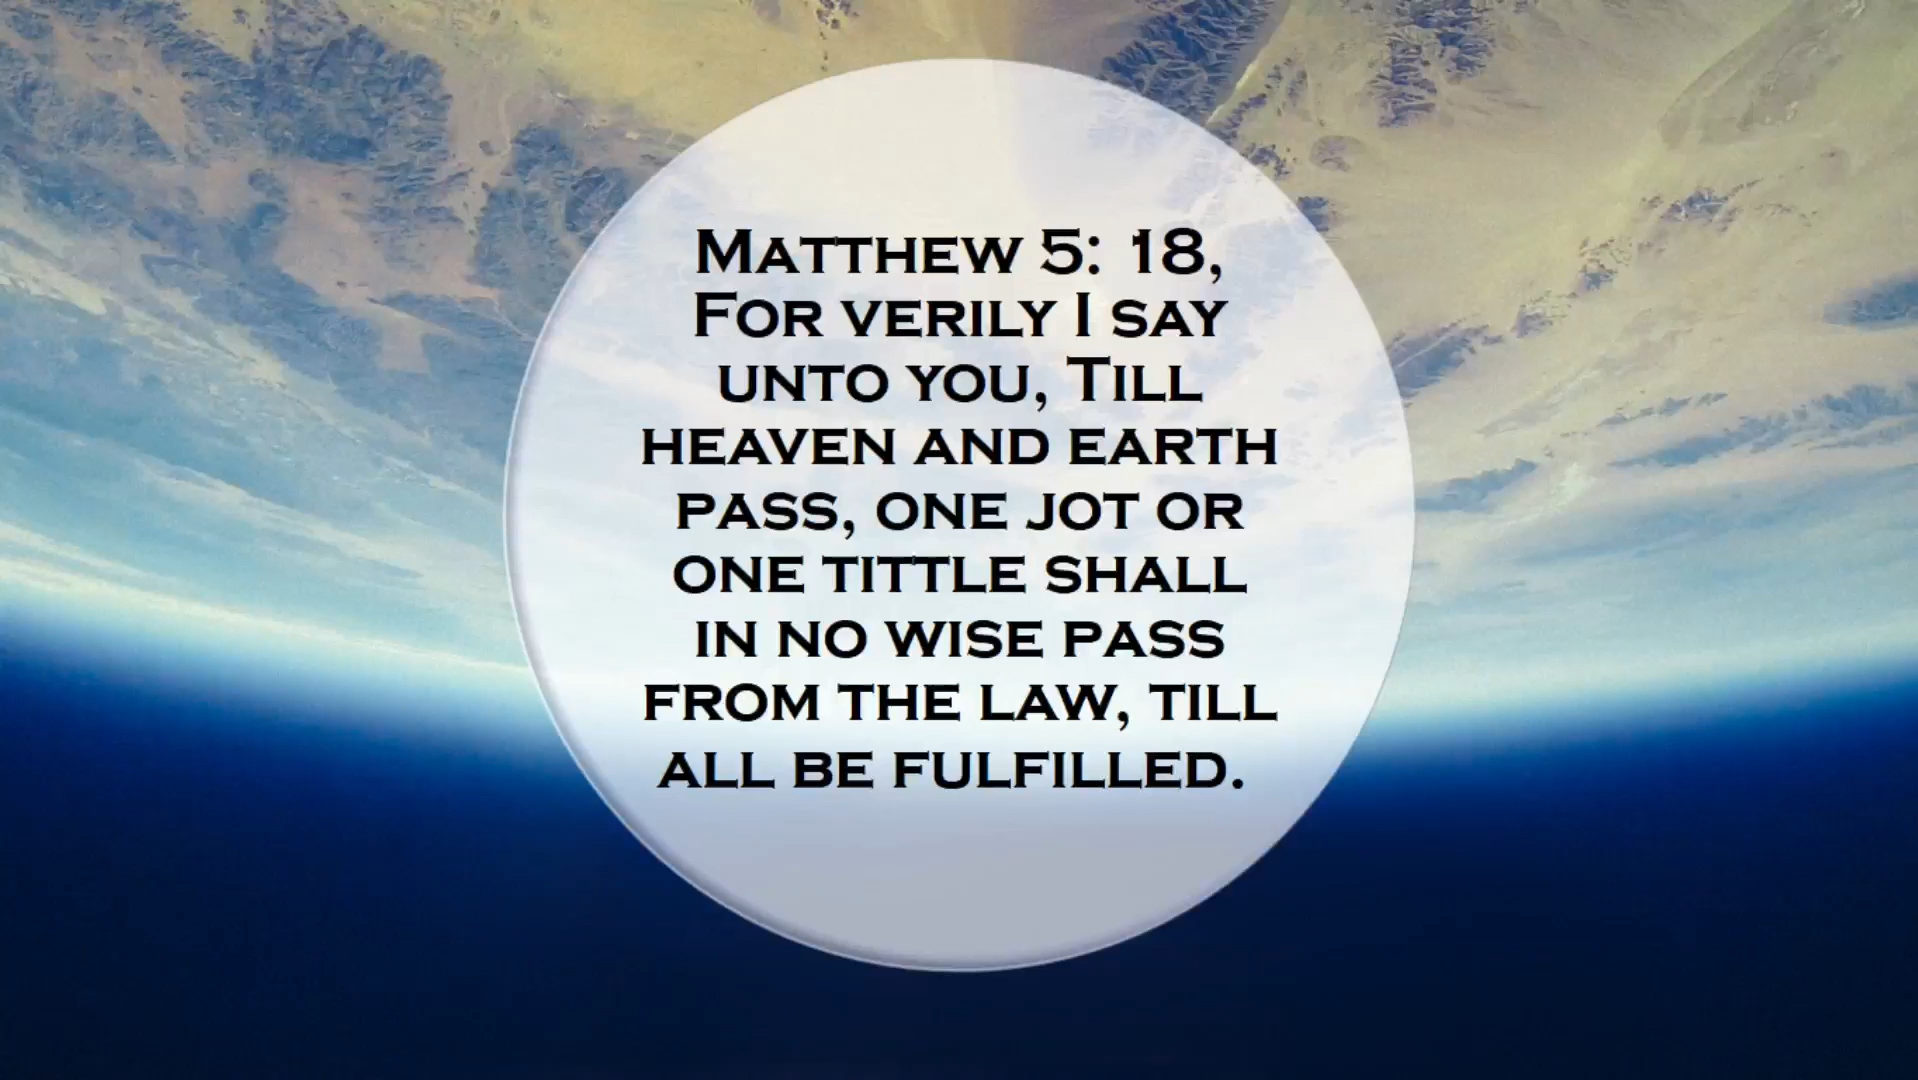 Matthew 5: 18,
For verily I say
unto you, Till
heaven and earth
pass, one jot or
one tittle shall
in no wise pass
from the law, till
all be fulfilled.